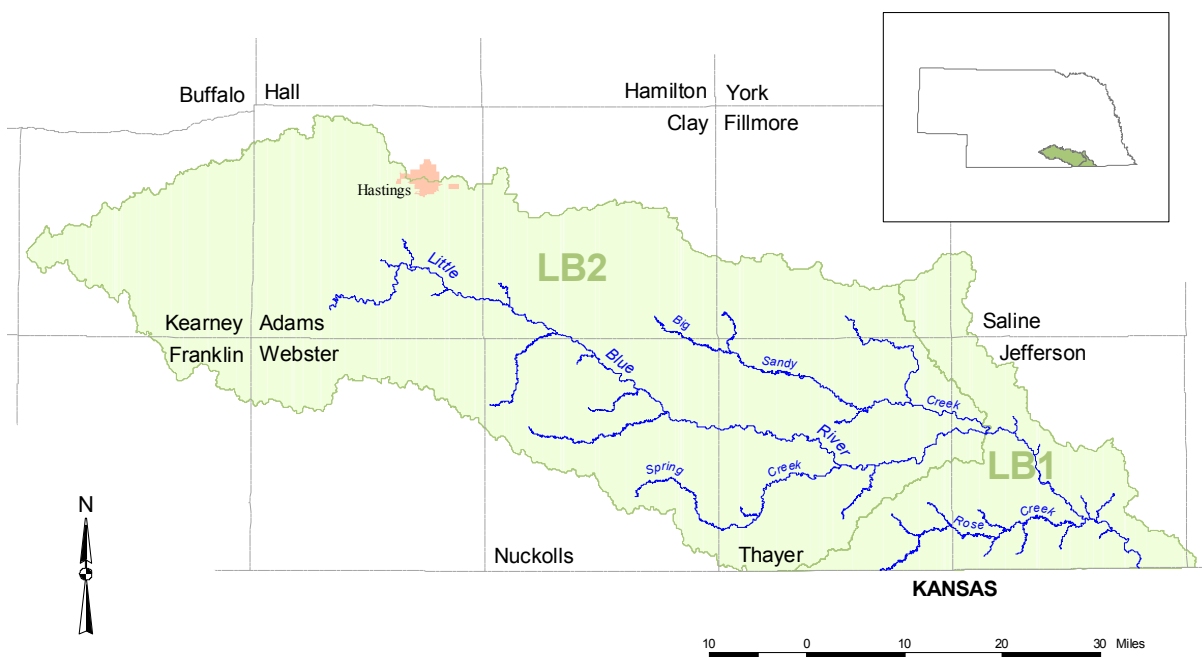 Buffalo
Hall
Hamilton
York
Clay
Fillmore
Hastings
Little
LB2
Kearney
Adams
Franklin
Webster
Big
Sandy
Creek
Saline
Jefferson
Blue
River
Spring
Creek
LB1
Rose
Creek
N
Nuckolls
Thayer
KANSAS
10 0 10 20 30 Miles